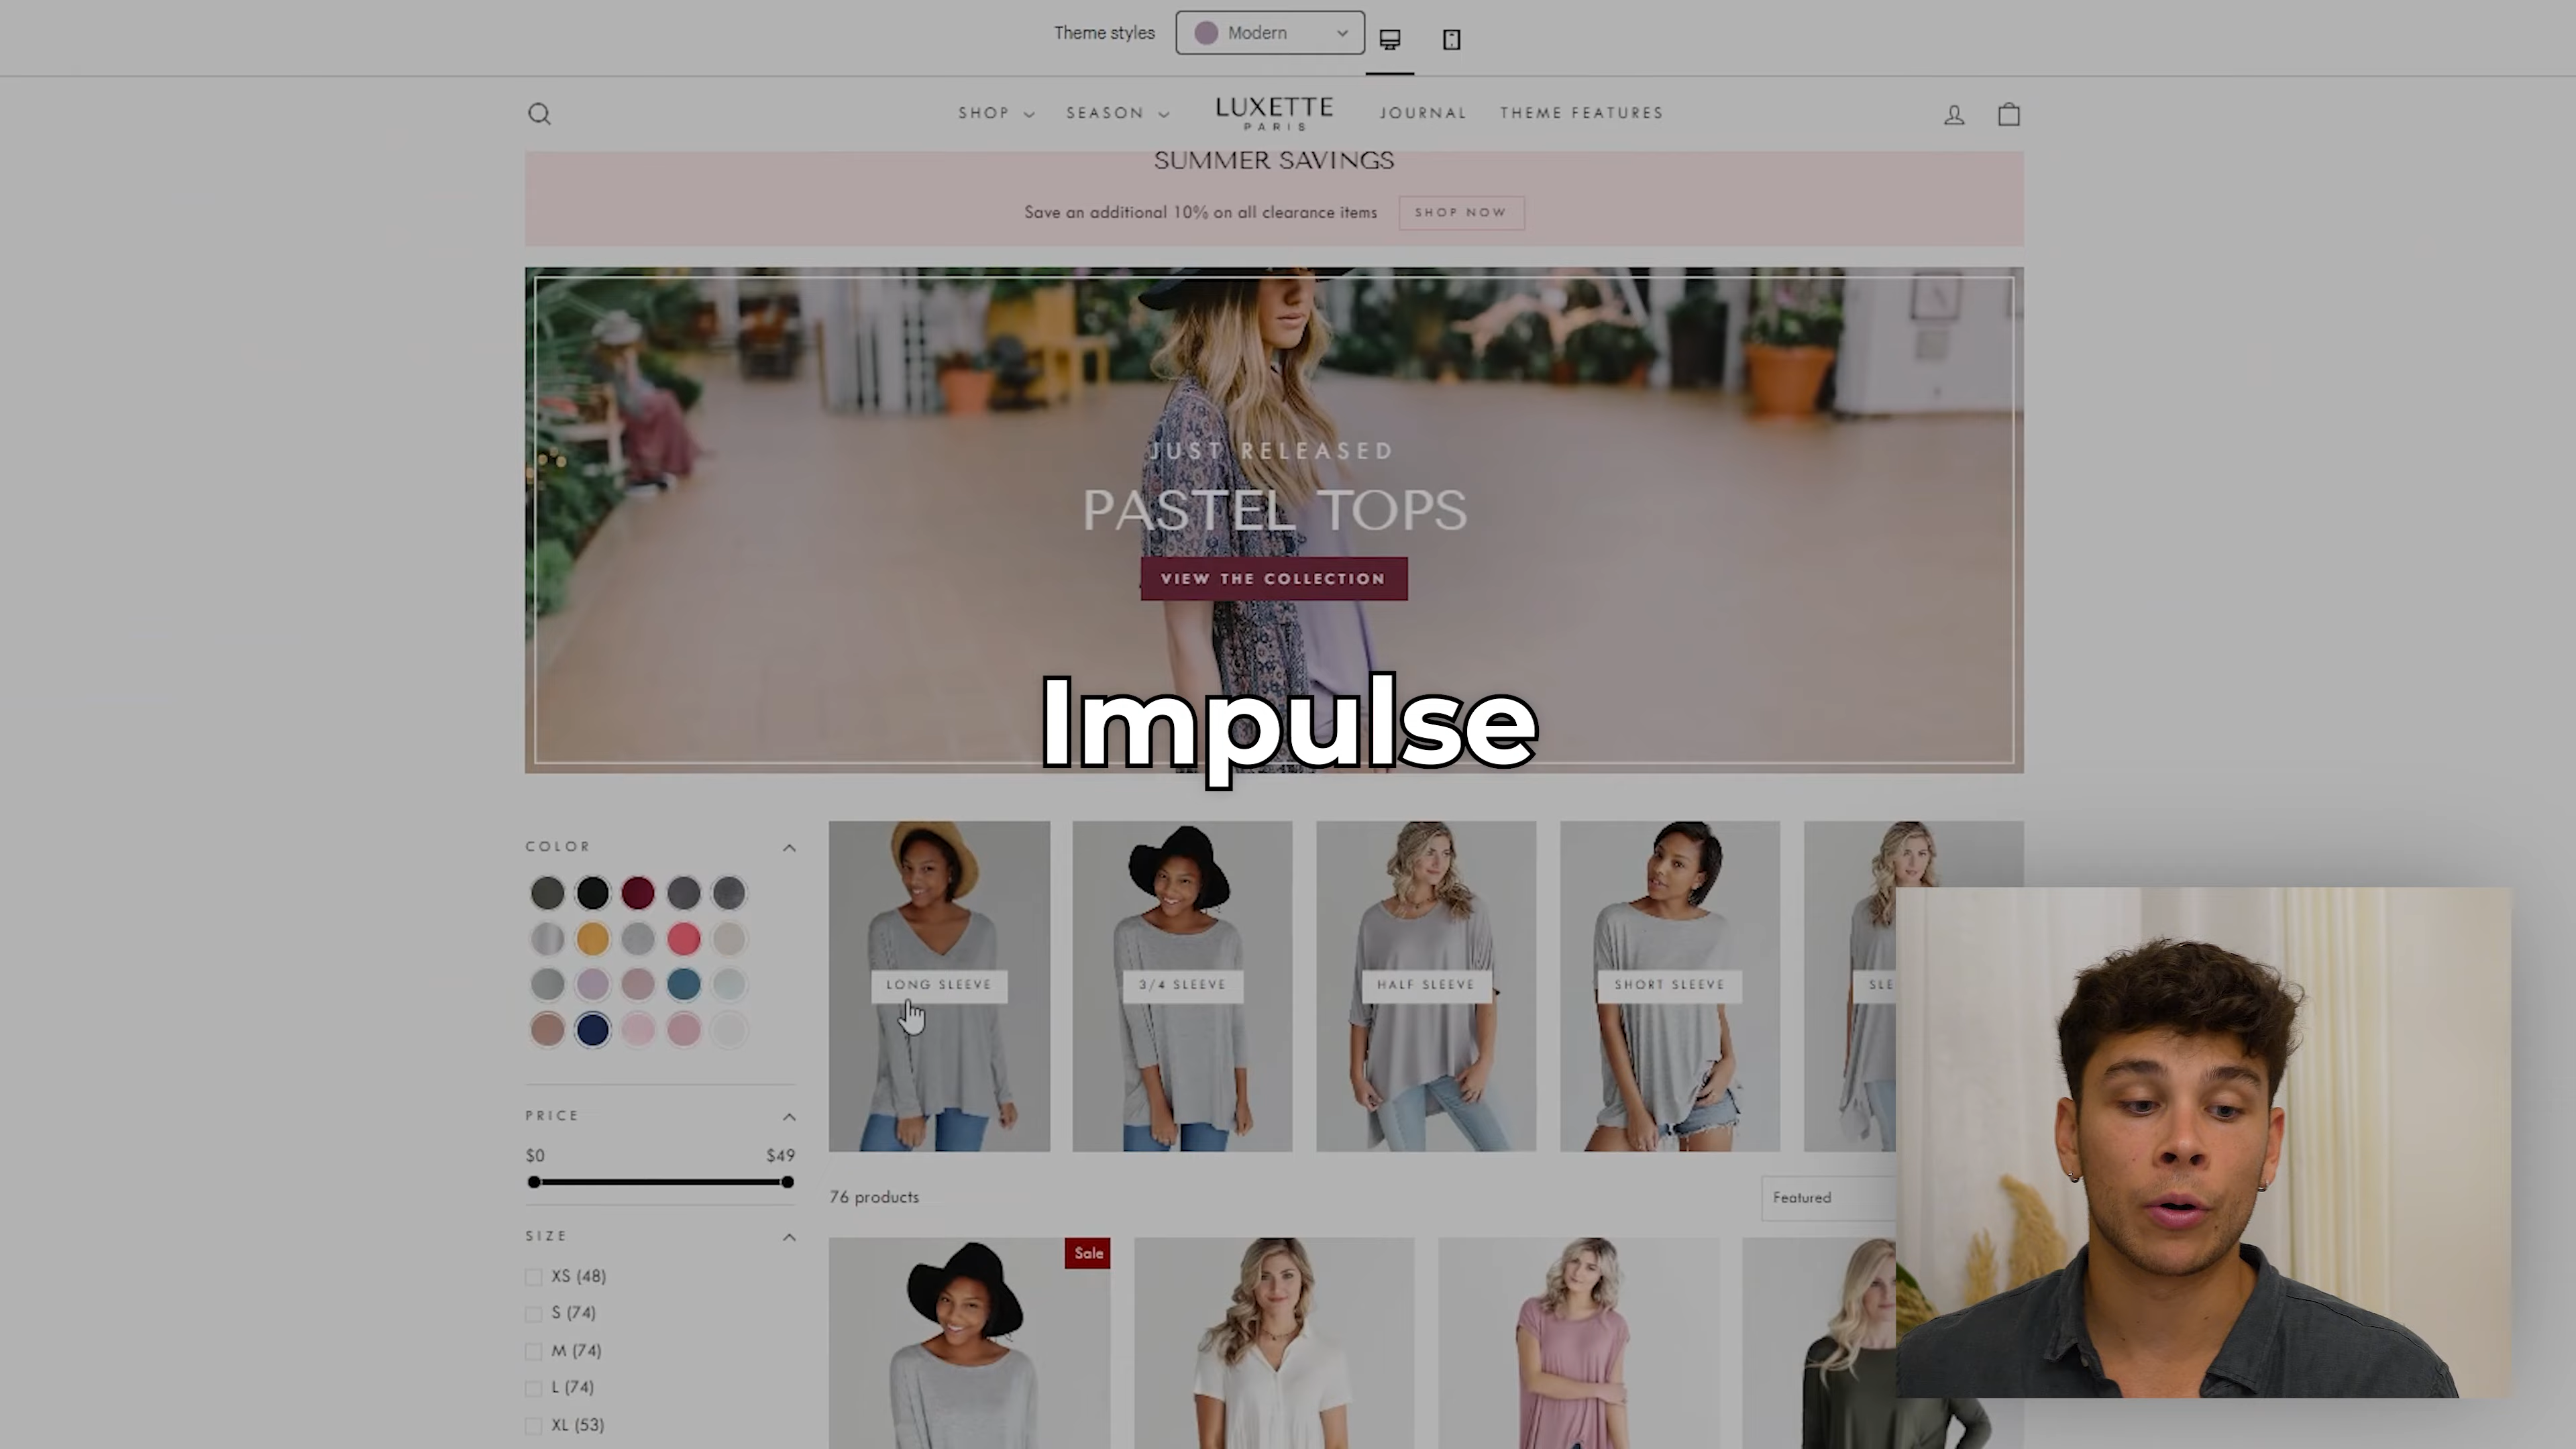 Theme styles
Modern
SHOP
SEASON
LUXETTE
PARIS
JOURNAL
THEME FEATURES
SUMMER SAVINGS
Save an additional 10% on all clearance items
SHOP NOW
JUST RELEASED
PASTEL TOPS
VIEW THE COLLECTION
Impulse
COLOR
LONG SLEEVE
3/4 SLEEVE
HALF SLEEVE
SHORT SLEEVE
SLE
PRICE
$0
$49
76 products
Featured
SIZE
Sale
XS (48)
S (74)
M (74)
L (74)
XL (53)